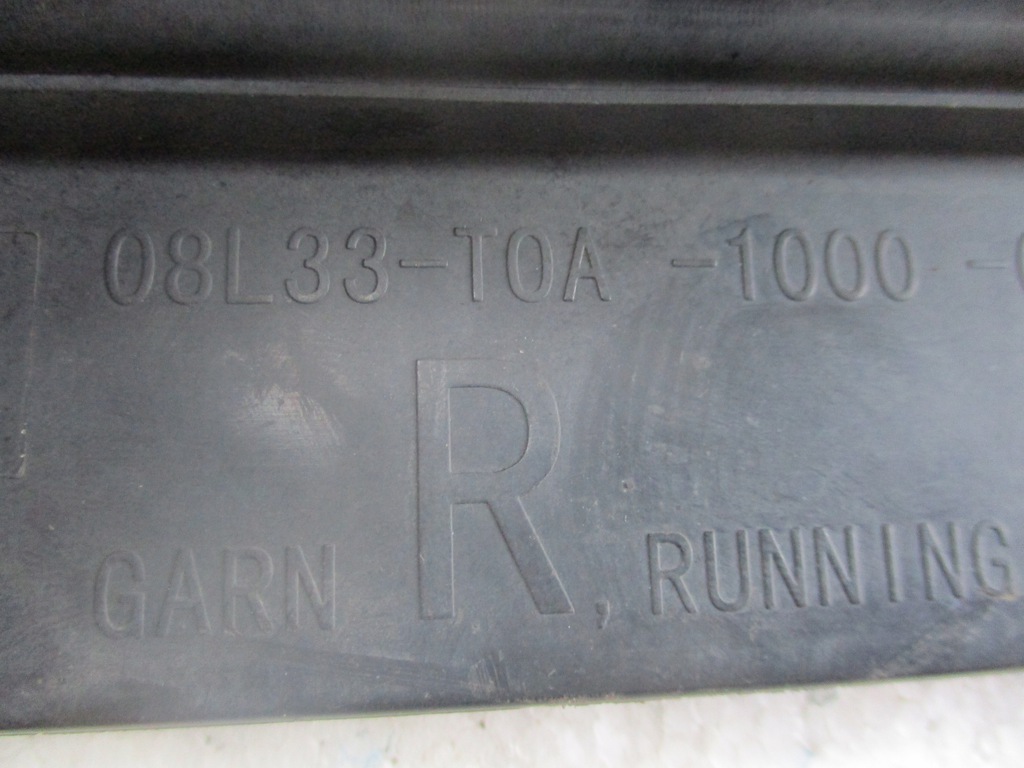 08L33-T0A -1000 -
GARN R, RUNNING